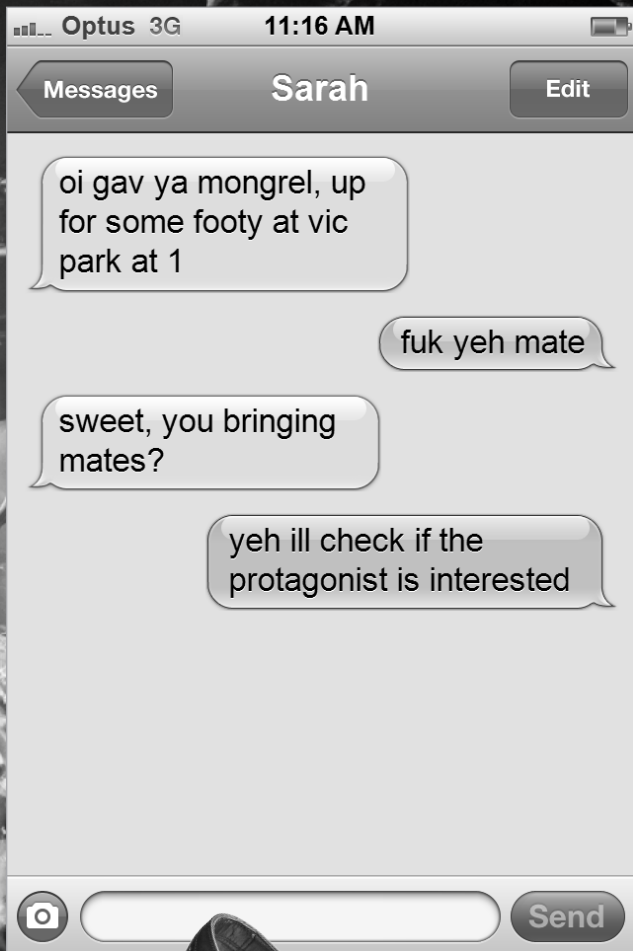 Optus 3G 11:16 AM
Messages Sarah Edit
oi gav ya mongrel, up
for some footy at vic
park at 1
fuk yeh mate
sweet, you bringing
mates?
yeh ill check if the
protagonist is interested
Send